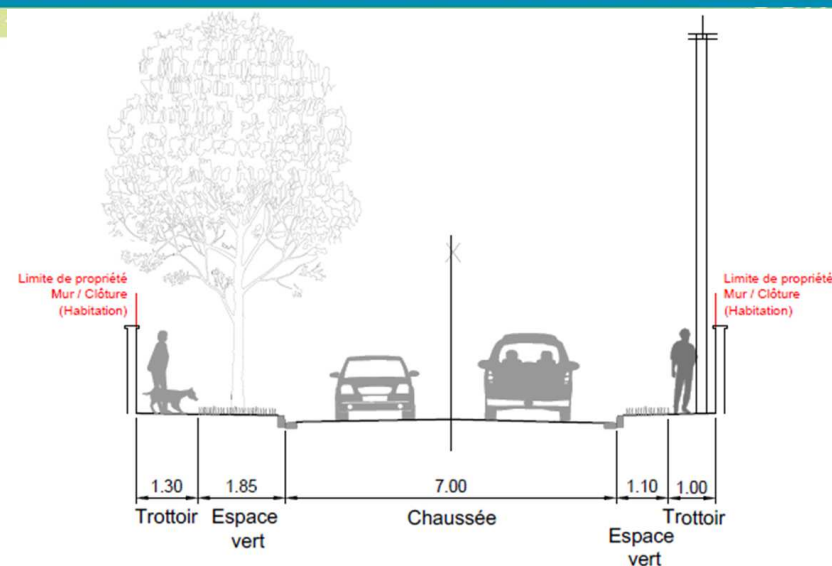 Limite de propriété
Mur / Clôture
(Habitation)
Limite de propriété
Mur / Clôture
(Habitation)
1.30
1.85
7.00
1.10
1.00
Trottoir
Espace
vert
Chaussée
Espace
vert
Trottoir